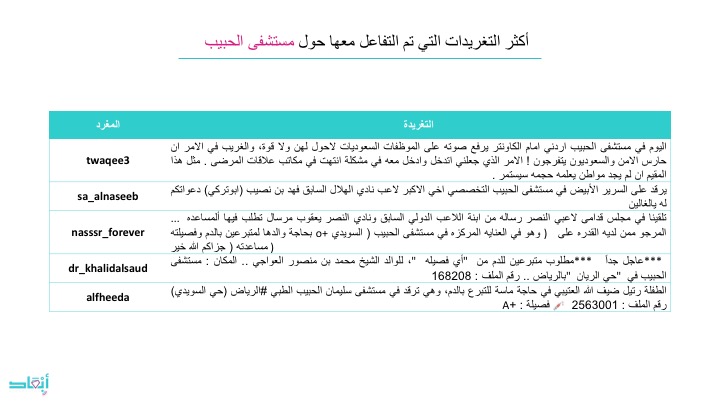 أكثر التغريدات التي تم التفاعل معها حول مستشفى الحبيب
التغريدة
المغرد
اليوم في مستشفى الحبيب اردني امام الكاونتر يرفع صوته على الموظفات السعوديات لاحول لهن ولا قوة، والغريب في الامر ان
حارس الامن والسعوديون يتفرجون ! الامر الذي جعلني اتدخل وادخل معه في مشكلة انتهت في مكاتب علاقات المرضى . مثل هذا
المقيم ان لم يجد مواطن يعلمه حجمه سيستمر .
twaqee3
يرقد على السرير الأبيض في مستشفى الحبيب التخصصي اخي الاكبر لاعب نادي الهلال السابق فهد بن نصيب (ابوتركي) دعواتكم
له يالغالين
sa_alnaseeb
تلقينا في مجلس قدامى لاعبي النصر رساله من ابنة اللاعب الدولي السابق ونادي النصر يعقوب مرسال تطلب فيها ألمساعده ...
المرجو ممن لديه القدره على ) وهو في العنايه المركزه في مستشفى الحبيب ( السويدي +o بحاجة والدها لمتبرعين بالدم وفصيلته
) مساعدته ( جزاكم الله خير
nasssr_forever
***عاجل جداً ***مطلوب متبرعين للدم من "أي فصيله "، للوالد الشيخ محمد بن منصور العواجي .. المكان : مستشفى
الحبيب في "حي الريان "بالرياض .. رقم الملف : 168208
dr_khalidalsaud
الطفلة رتيل ضيف الله العتيبي في حاجة ماسة للتبرع بالدم، وهي ترقد في مستشفى سليمان الحبيب الطبي #الرياض (حي السويدي)
رقم الملف : 2563001 💉 فصيلة : +A
alfheeda
أبعاد